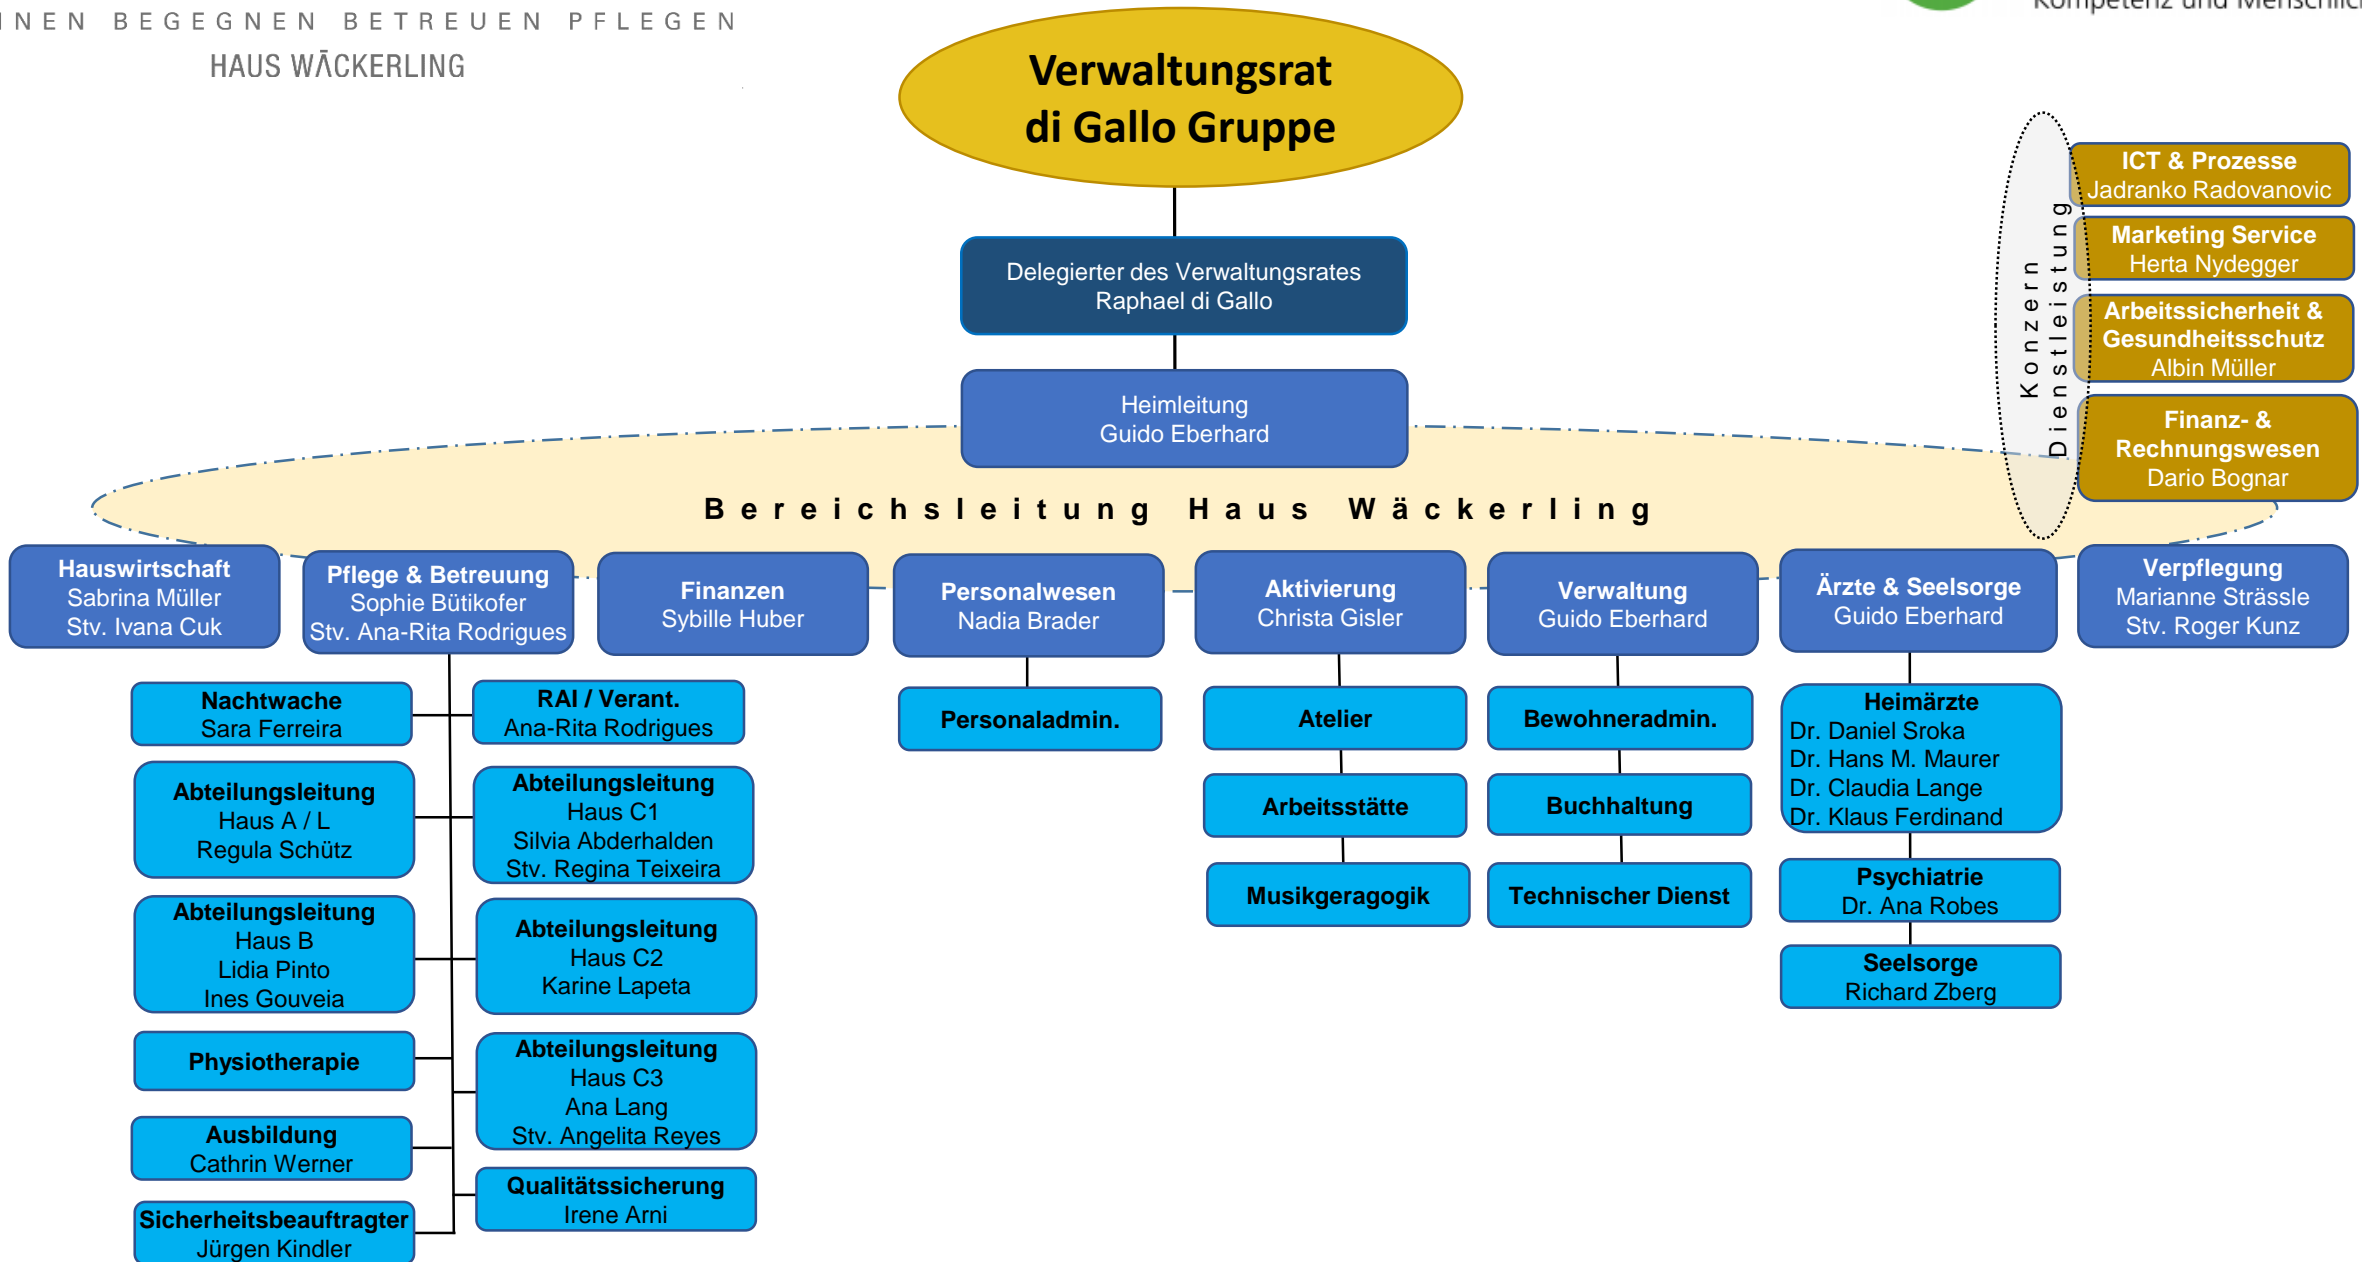 BEGEGNEN BETREUEN PFLEGEN
HAUS WÄCKERLING
Kompetenz und
Verwaltungsrat
di Gallo Gruppe
Delegierter des Verwaltungsrates
Raphael di Gallo
Heimleitung
Guido Eberhard
Konzern
Dienstleistung
ICT & Prozesse
Jadranko Radovanovic
Marketing Service
Herta Nydegger
Arbeitssicherheit &
Gesundheitsschutz
Albin Müller
Finanz- &
Rechnungswesen
Dario Bognar
Bereichsleitung Haus Wäckerling
Hauswirtschaft
Sabrina Müller
Stv. Ivana Cuk
Pflege & Betreuung
Sophie Bütikofer
Stv. Ana-Rita Rodrigues
Finanzen
Sybille Huber
Personalwesen
Nadia Brader
Aktivierung
Christa Gisler
Verwaltung
Guido Eberhard
Ärzte & Seelsorge
Guido Eberhard
Verpflegung
Marianne Strässle
Stv. Roger Kunz
Nachtwache
Sara Ferreira
RAI / Verant.
Ana-Rita Rodrigues
Abteilungsleitung
Haus A / L
Regula Schütz
Abteilungsleitung
Haus C1
Silvia Abderhalden
Stv. Regina Teixeira
Abteilungsleitung
Haus B
Lidia Pinto
Ines Gouveia
Abteilungsleitung
Haus C2
Karine Lapeta
Physiotherapie
Abteilungsleitung
Haus C3
Ana Lang
Stv. Angelita Reyes
Ausbildung
Cathrin Werner
Qualitätssicherung
Irene Arni
Sicherheitsbeauftragter
Jürgen Kindler
Personaladmin.
Atelier
Arbeitsstätte
Musikgeragogik
Bewohneradmin.
Buchhaltung
Technischer Dienst
Heimärzte
Dr. Daniel Sroka
Dr. Hans M. Maurer
Dr. Claudia Lange
Dr. Klaus Ferdinand
Psychiatrie
Dr. Ana Robes
Seelsorge
Richard Zberg